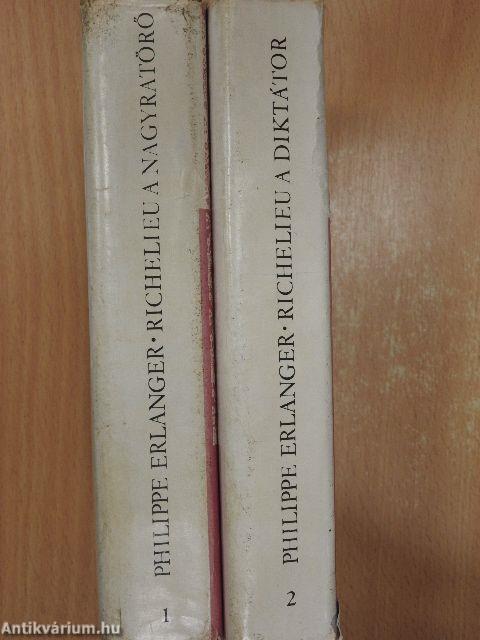 PHILIPPE ERLANGER · RICHELIEU A NAGYRATÖRŐ
1
PHILIPPE ERLANGER · RICHELIEU A DIKTÁTOR
2
Antikvárium.hu